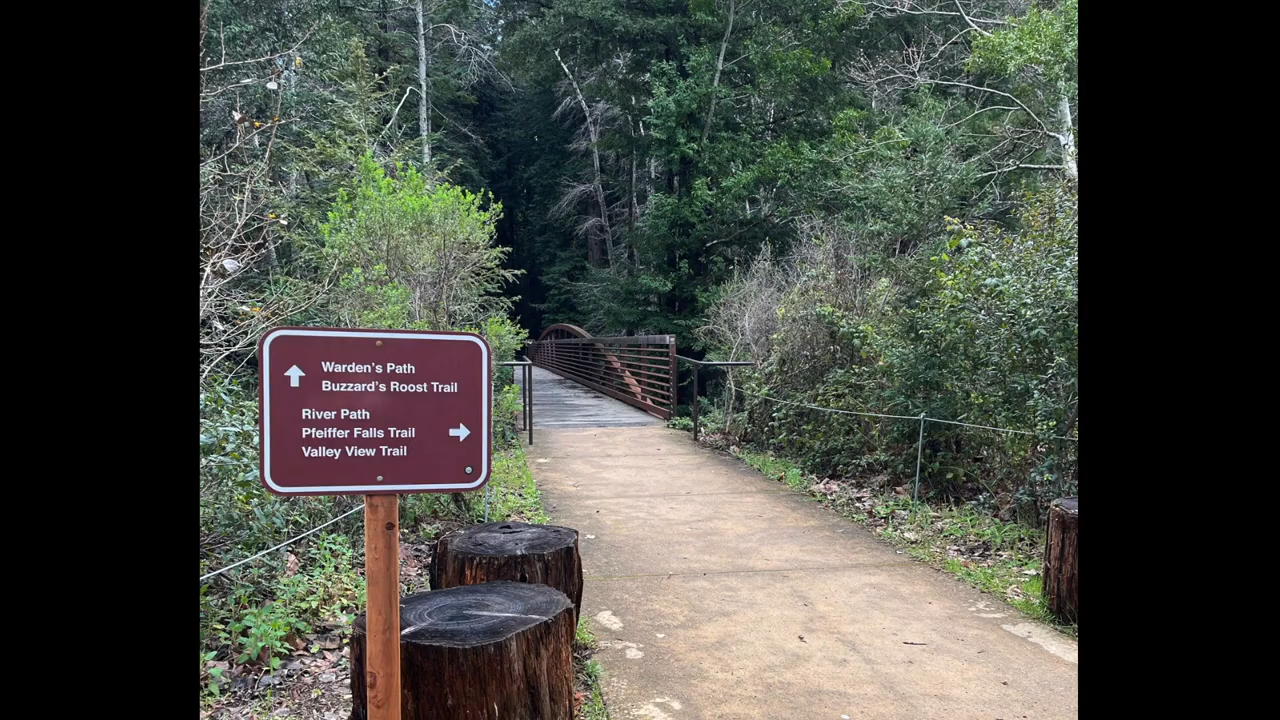 Warden's Path
Buzzard's Roost Trail
River Path
Pfeiffer Falls Trail
Valley View Trail